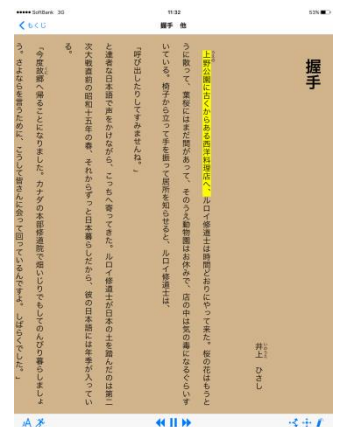 SoftBank 3G 11:32 53%
もくじ 握手 他
握手
井上 ひさし
上野公園に古くからある西洋料理店へ、ルロイ修道士は時間どおりにやって来た。桜の花はもうと
うに散って、葉桜にはまだ間があって、そのうえ動物園はお休みで、店の中は気の毒になるぐらいす
いている。椅子から立って手を振って居所を知らせると、ルロイ修道士は、
「呼び出したりしてすみませんね。」
と達者な日本語で声をかけながら、こっちへ寄ってきた。ルロイ修道士が日本の土を踏んだのは第二
次大戦直前の昭和十五年の春、それからずっと日本暮らしだから、彼の日本語には年季が入ってい
る。
「今度故郷へ帰ることになりました。カナダの本部修道院で畑いじりでもしてのんびり暮らしましょ
う。さよならを言うために、こうして皆さんに会って回っているんですよ。しばらくでした。」